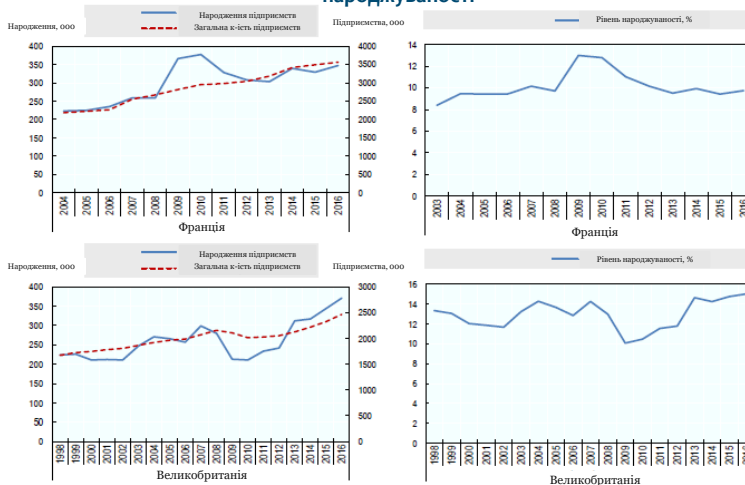 народжуваності
Народження, 000
Народження підприємств
Загальна к-ість підприємств
Підприємства, 000
400
350
300
250
200
150
100
50
0
4000
3500
3000
2500
2000
1500
1000
500
0
2004 2005 2006 2007 2008 2009 2010 2011 2012 2013 2014 2015 2016
Франція
Рівень народжуваності, %
14
12
10
8
6
4
2
0
2003 2004 2005 2006 2007 2008 2009 2010 2011 2012 2013 2014 2015 2016
Франція
Народження, 000
Народження підприємств
Загальна к-ість підприємств
Підприємства, 000
400
350
300
250
200
150
100
50
0
3000
2500
2000
1500
1000
500
0
1998 1999 2000 2001 2002 2003 2004 2005 2006 2007 2008 2009 2010 2011 2012 2013 2014 2015 2016
Великобританія
Рівень народжуваності, %
16
14
12
10
8
6
4
2
0
1998 1999 2000 2001 2002 2003 2004 2005 2006 2007 2008 2009 2010 2011 2012 2013 2014 2015
Великобританія